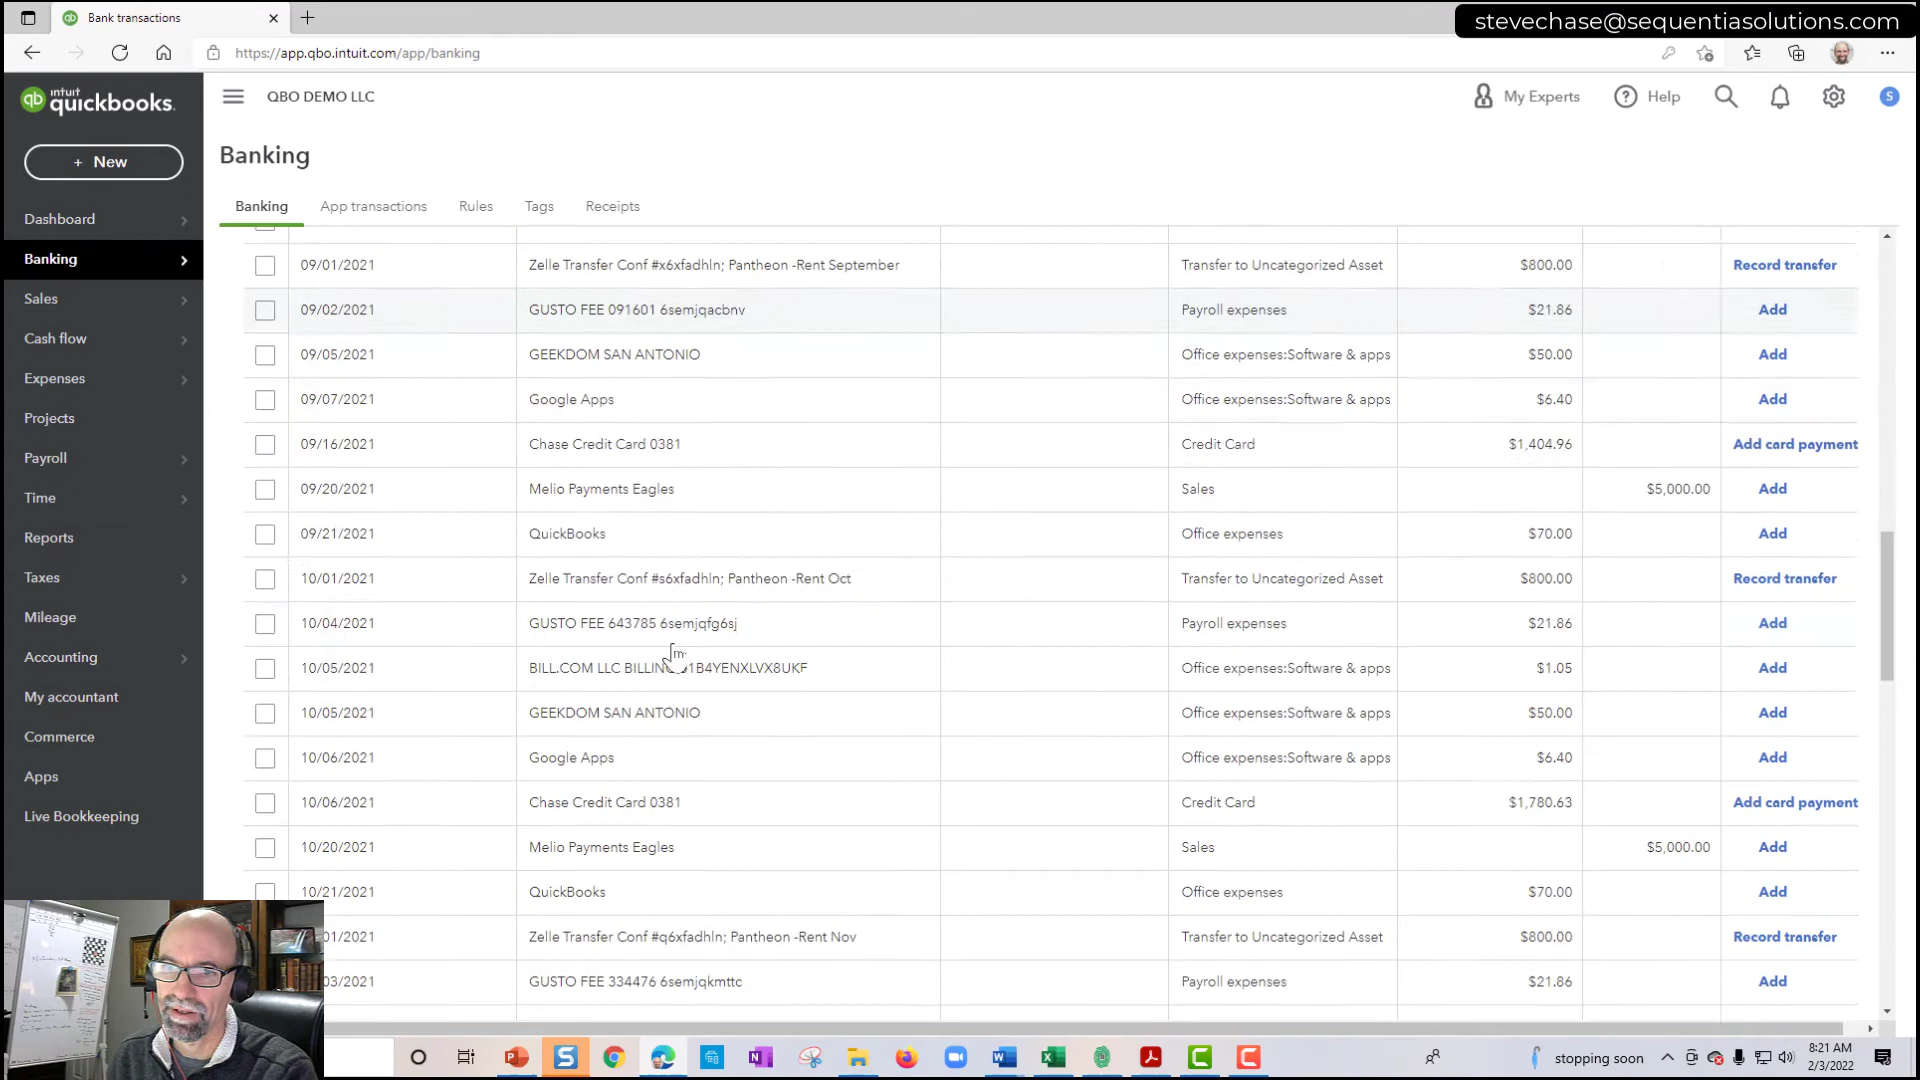 Bank transactions
stevechase@sequentiasolutions.com
https://app.qbo.intuit.com/app/banking
intuit
quickbooks.
QBO DEMO LLC
My Experts
Help
S
+ New
Banking
Banking
App transactions
Rules
Tags
Receipts
Dashboard
Banking
Sales
Cash flow
Expenses
Projects
Payroll
Time
Reports
Taxes
Mileage
Accounting
My accountant
Commerce
Apps
Live Bookkeeping
09/01/2021 Zelle Transfer Conf #x6xfadhln; Pantheon -Rent September Transfer to Uncategorized Asset $800.00 Record transfer
09/02/2021 GUSTO FEE 091601 6semjqacbnv Payroll expenses $21.86 Add
09/05/2021 GEEKDOM SAN ANTONIO Office expenses:Software & apps $50.00 Add
09/07/2021 Google Apps Office expenses:Software & apps $6.40 Add
09/16/2021 Chase Credit Card 0381 Credit Card $1,404.96 Add card payment
09/20/2021 Melio Payments Eagles Sales $5,000.00 Add
09/21/2021 QuickBooks Office expenses $70.00 Add
10/01/2021 Zelle Transfer Conf #s6xfadhln; Pantheon -Rent Oct Transfer to Uncategorized Asset $800.00 Record transfer
10/04/2021 GUSTO FEE 643785 6semjqfg6sj Payroll expenses $21.86 Add
10/05/2021 BILL.COM LLC Office expenses:Software & apps $1.05 Add
10/05/2021 GEEKDOM SAN ANTONIO Office expenses:Software & apps $50.00 Add
10/06/2021 Google Apps Office expenses:Software & apps $6.40 Add
10/06/2021 Chase Credit Card 0381 Credit Card $1,780.63 Add card payment
10/20/2021 Melio Payments Eagles Sales $5,000.00 Add
10/21/2021 QuickBooks Office expenses $70.00 Add
01/2021 Zelle Transfer Conf #q6xfadhln; Pantheon -Rent Nov Transfer to Uncategorized Asset $800.00 Record transfer
03/2021 GUSTO FEE 334476 6semjqkmttc Payroll expenses $21.86 Add
stopping soon
8:21 AM
2/3/2022